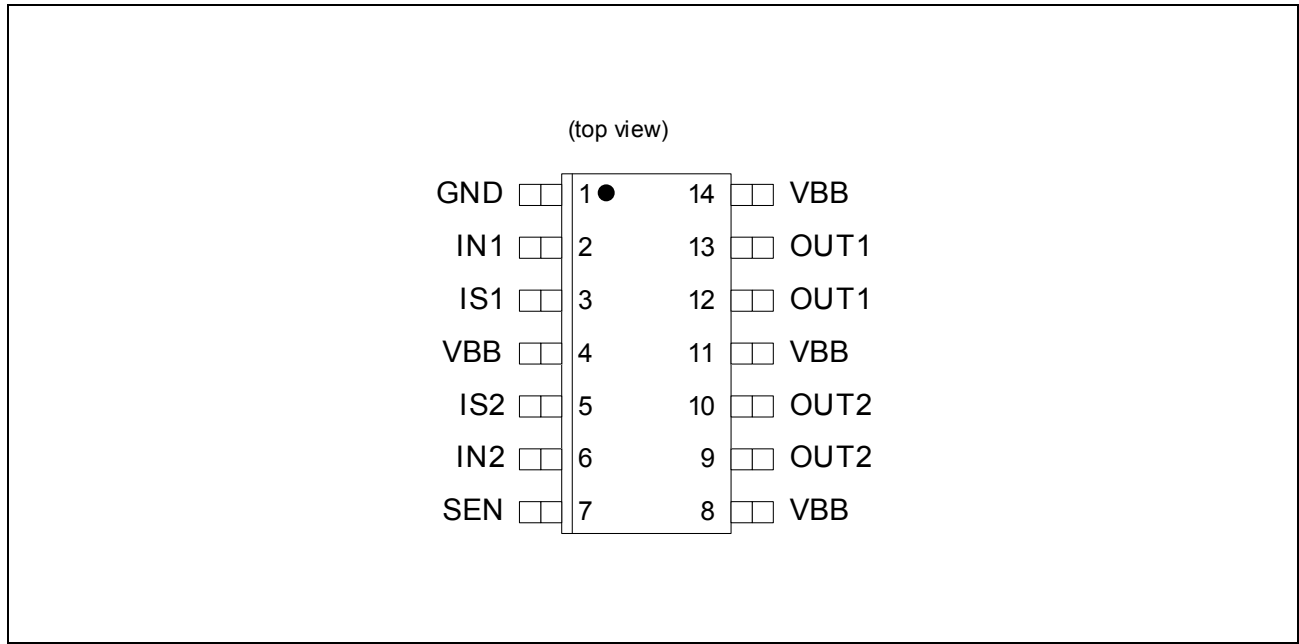 (top view)
GND 1 14 VBB
IN1 2 13 OUT1
IS1 3 12 OUT1
VBB 4 11 VBB
IS2 5 10 OUT2
IN2 6 9 OUT2
SEN 7 8 VBB